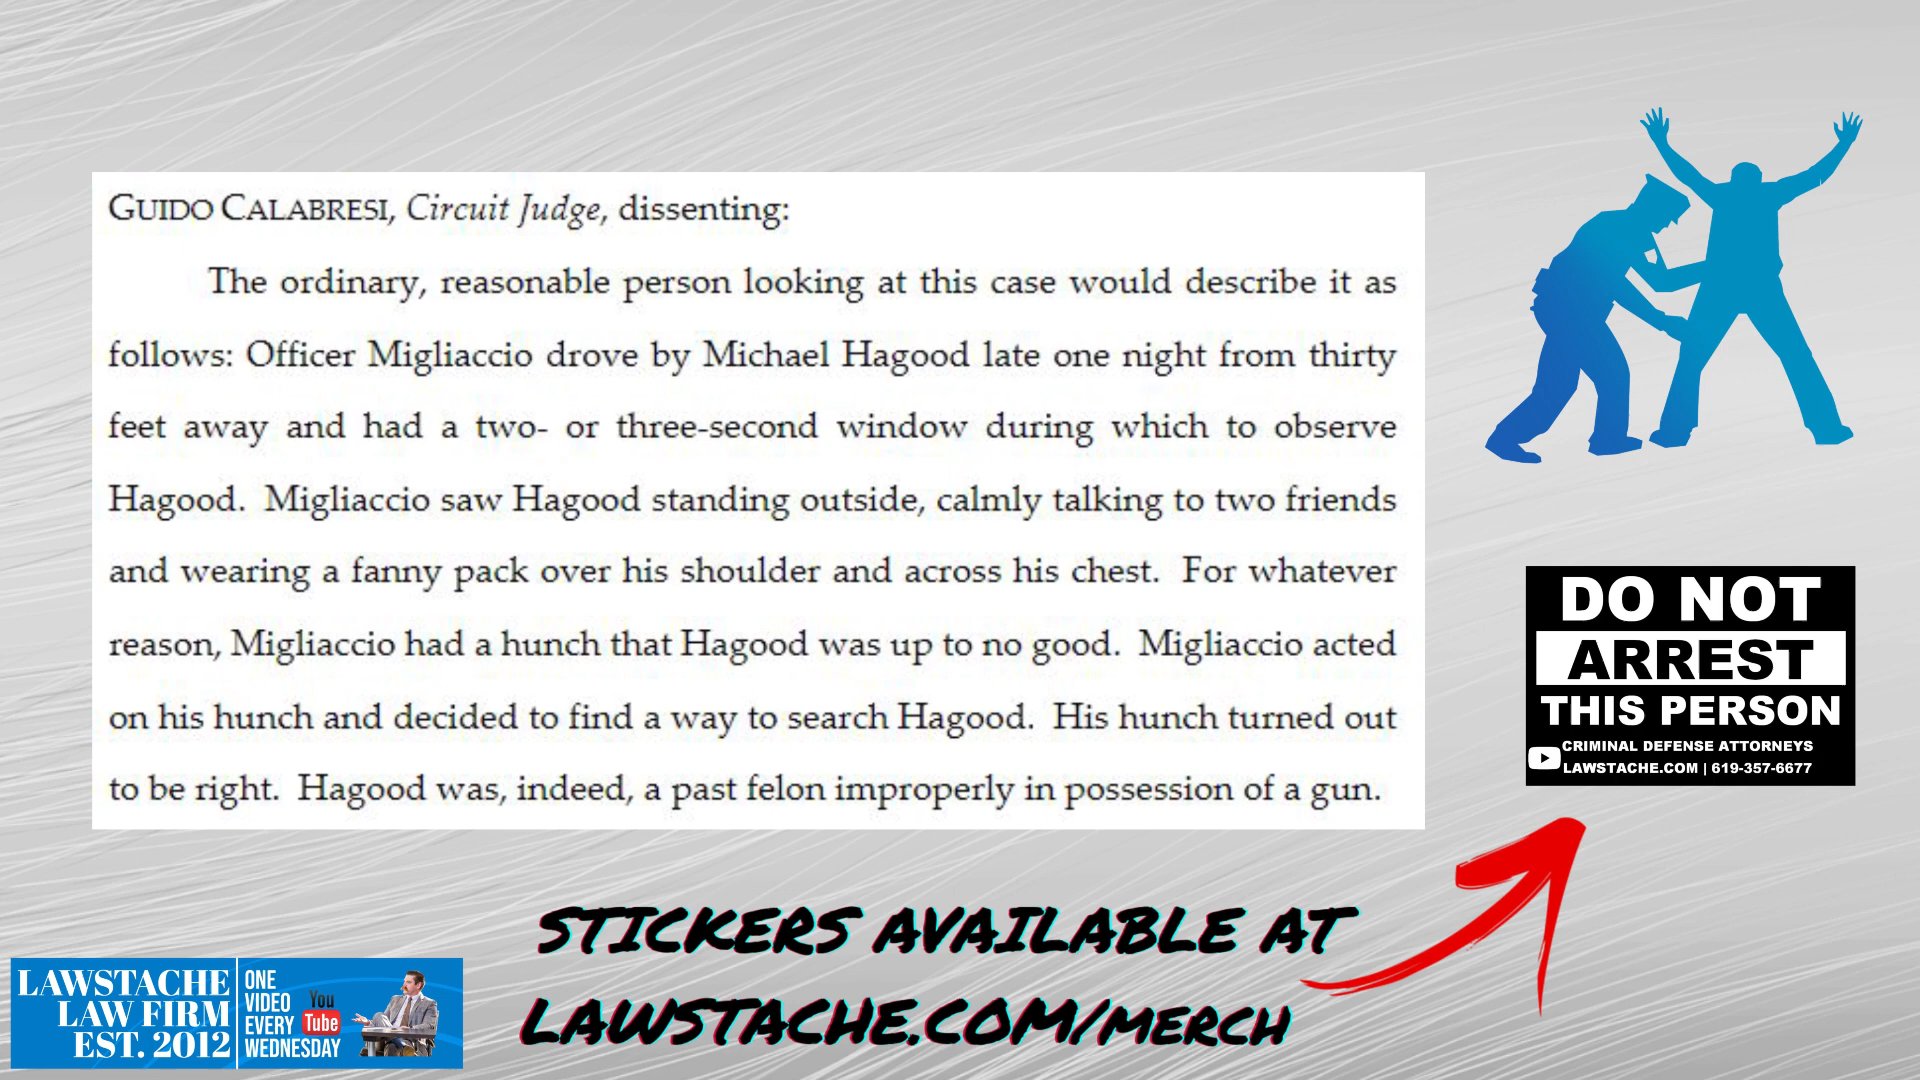 GUIDO CALABRESI, Circuit Judge, dissenting:
The ordinary, reasonable person looking at this case would describe it as
follows: Officer Migliaccio drove by Michael Hagood late one night from thirty
feet away and had a two- or three-second window during which to observe
Hagood. Migliaccio saw Hagood standing outside, calmly talking to two friends
and wearing a fanny pack over his shoulder and across his chest. For whatever
reason, Migliaccio had a hunch that Hagood was up to no good. Migliaccio acted
on his hunch and decided to find a way to search Hagood. His hunch turned out
to be right. Hagood was, indeed, a past felon improperly in possession of a gun.
DO NOT
ARREST
THIS PERSON
CRIMINAL DEFENSE ATTORNEYS
LAWSTACHE.COM | 619-357-6677
STICKERS AVAILABLE AT
LAWSTACHE.COM/MERCH
LAWSTACHE
LAW FIRM
EST. 2012
ONE
VIDEO
EVERY
WEDNESDAY
You
Tube